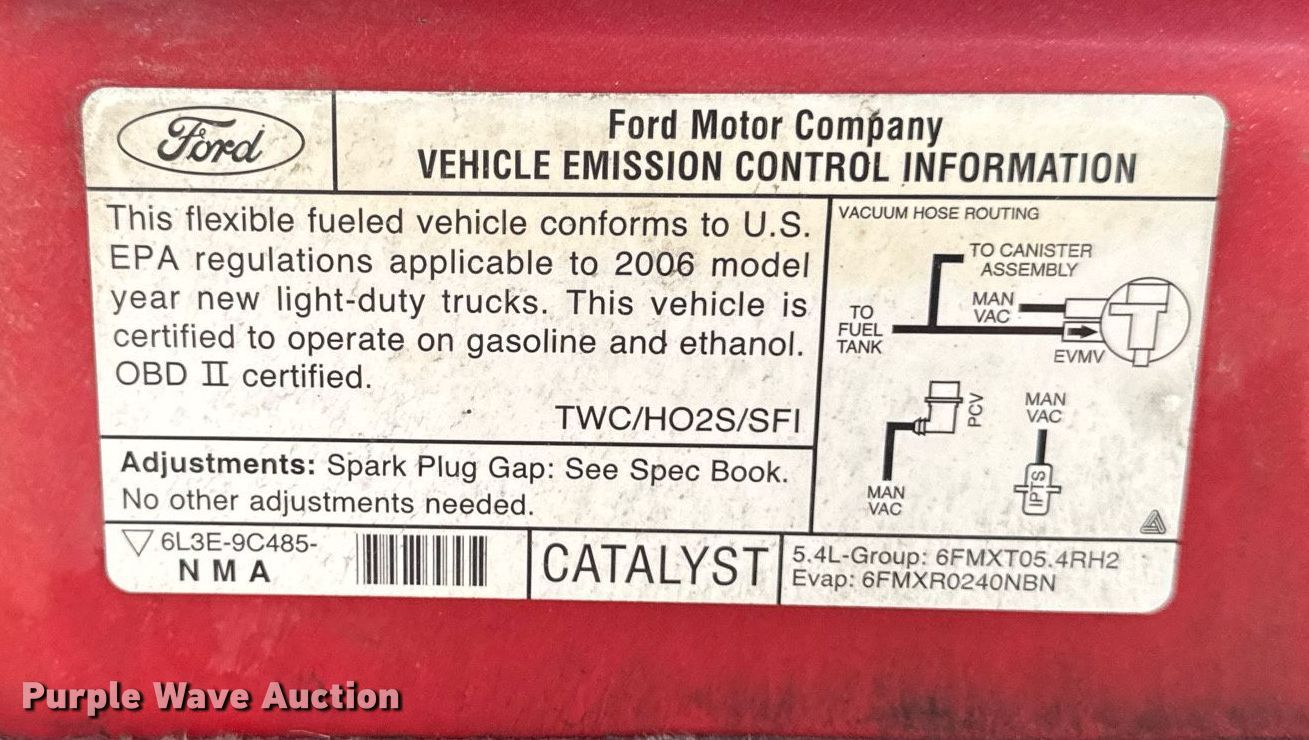 Ford
Ford Motor Company
VEHICLE EMISSION CONTROL INFORMATION
This flexible fueled vehicle conforms to U.S.
EPA regulations applicable to 2006 model
year new light-duty trucks. This vehicle is
certified to operate on gasoline and ethanol.
OBD II certified.
TWC/HO2S/SFI
Adjustments: Spark Plug Gap: See Spec Book.
No other adjustments needed.
VACUUM HOSE ROUTING
TO CANISTER
ASSEMBLY
MAN
VAC
TO
FUEL
TANK
EVMV
PCV
MAN
VAC
MAN
VAC
IPTS
6L3E-9C485-
N M A
CATALYST
5.4L-Group: 6FMXT05.4RH2
Evap: 6FMXR0240NBN
Purple Wave Auction